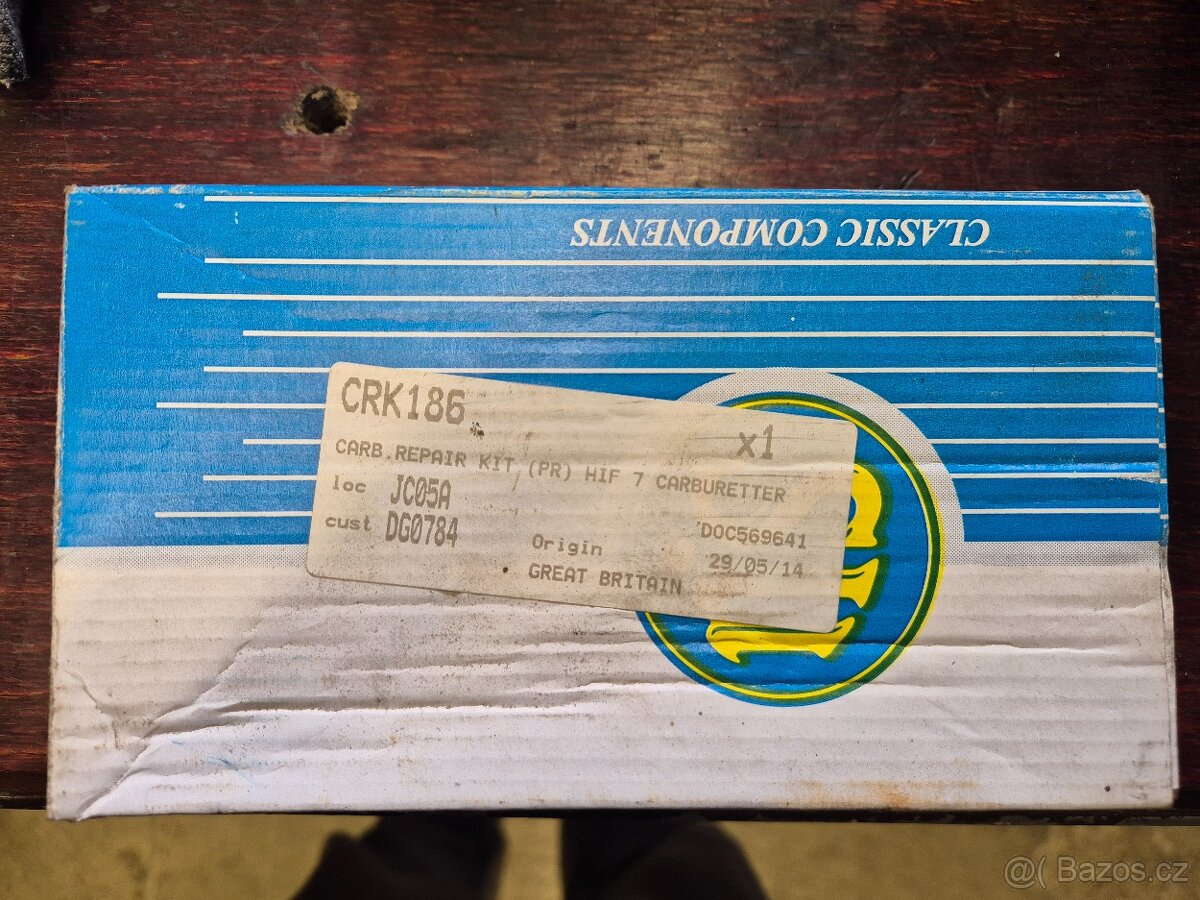 CLASSIC COMPONENTS
CRK186
x1
CARB.REPAIR KIT (PR) HIF 7 CARBURETTER
loc JC05A
cust DG0784
DOC569641
Origin
29/05/14
GREAT BRITAIN
@( Bazos.cz